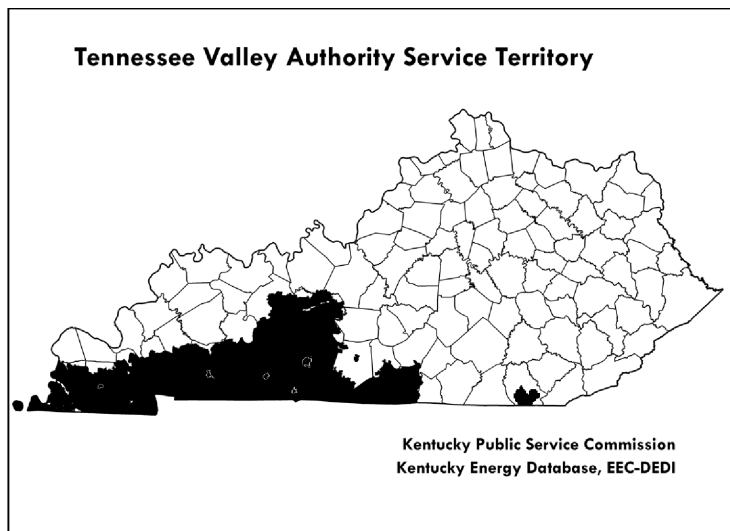 Tennessee Valley Authority Service Territory
Kentucky Public Service Commission
Kentucky Energy Database, EEC-DEDI